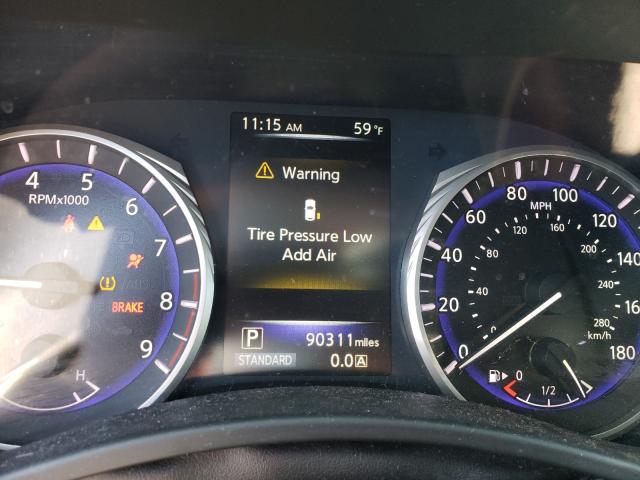 11:15 AM 59 °F
Warning
Tire Pressure Low
Add Air
P 90311 miles
STANDARD 0.0 A
4 5 6 7 8 9
RPMx1000
BRAKE
H
0 20 40 60 80 100 120 140 16 180
MPH
0 40 80 120 160 200 240 280
km/h
0 1/2